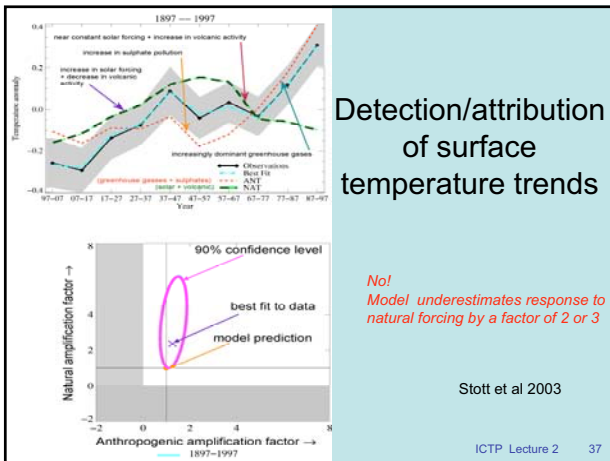 1897 — 1997
near constant solar forcing + increase in volcanic activity
increase in sulphate pollution
increase in solar forcing
+ decrease in volcanic
activity
increasingly dominant greenhouse gases
Observations
Best Fit
(greenhouse gasses + sulphates)
ANT
(solar + volcanic)
NAT
Temperature anomaly
0.4
0.2
0.0
-0.2
-0.4
97-07 07-17 17-27 27-37 37-47 47-57 57-67 67-77 77-87 87-97
Year
90% confidence level
best fit to data
model prediction
Natural amplification factor →
8
6
4
2
0
-2
-2 0 2 4 6 8
Anthropogenic amplification factor →
1897-1997
Detection/attribution
of surface
temperature trends
No!
Model underestimates response to
natural forcing by a factor of 2 or 3
Stott et al 2003
ICTP Lecture 2 37